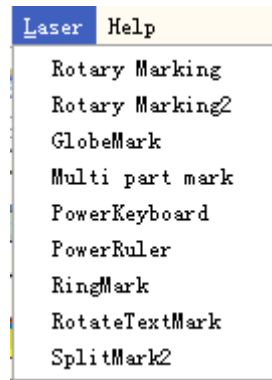 Laser Help
Rotary Marking
Rotary Marking2
GlobeMark
Multi part mark
PowerKeyboard
PowerRuler
RingMark
RotateTextMark
SplitMark2